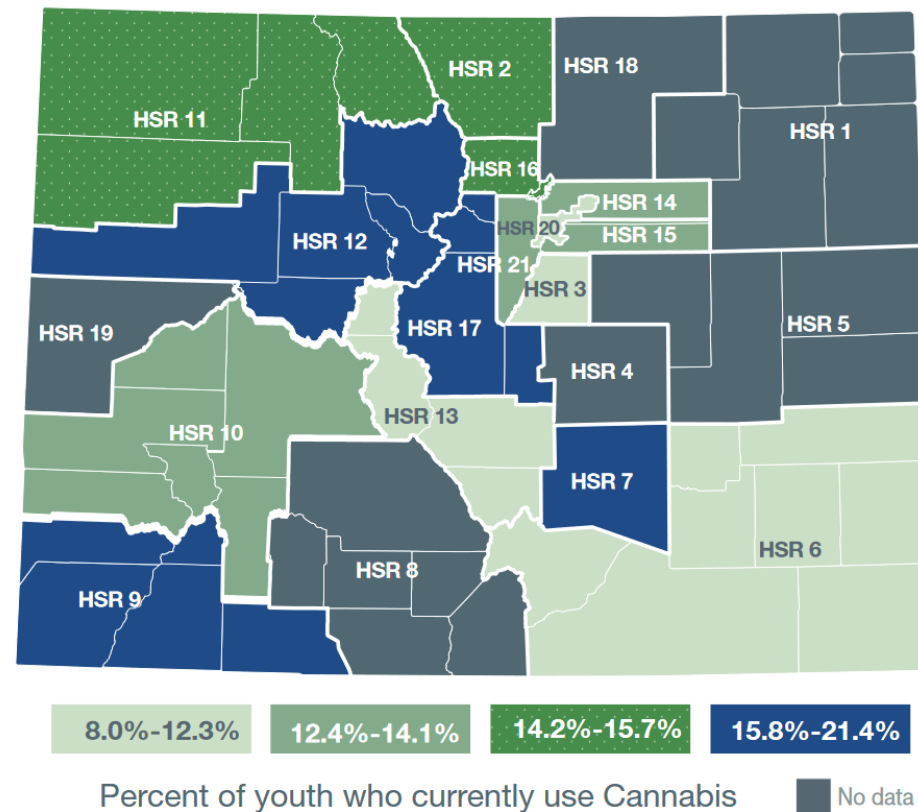 HSR 2
HSR 18
HSR 11
HSR 1
HSR 16
HSR 14
HSR 20
HSR 15
HSR 12
HSR 21
HSR 3
HSR 19
HSR 17
HSR 5
HSR 4
HSR 13
HSR 10
HSR 7
HSR 6
HSR 8
HSR 9
8.0%-12.3% 12.4%-14.1% 14.2%-15.7% 15.8%-21.4%
Percent of youth who currently use Cannabis No data